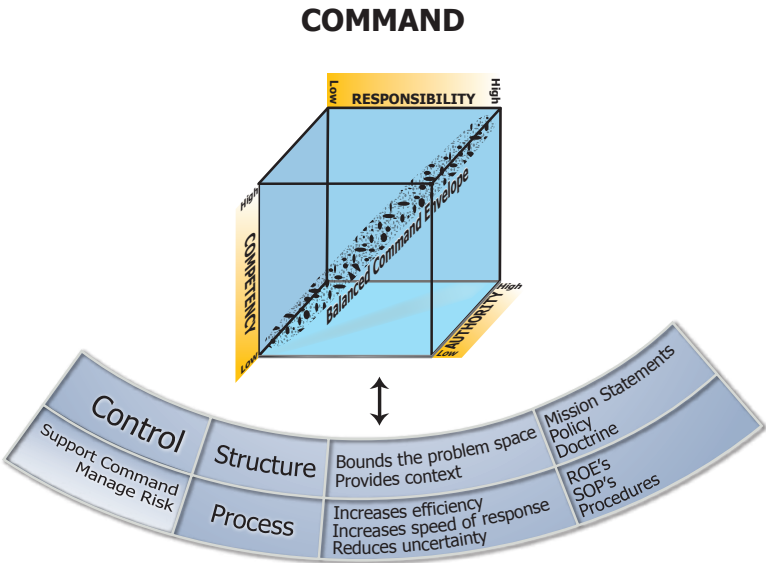 COMMAND
Low
RESPONSIBILITY
High
High
COMPETENCY
Low
Balanced Command Envelope
High
AUTHORITY
Low
Control
Support Command
Manage Risk
Structure
Bounds the problem space
Provides context
Mission Statements
Policy
Doctrine
Process
Increases efficiency
Increases speed of response
Reduces uncertainty
ROE's
SOP's
Procedures